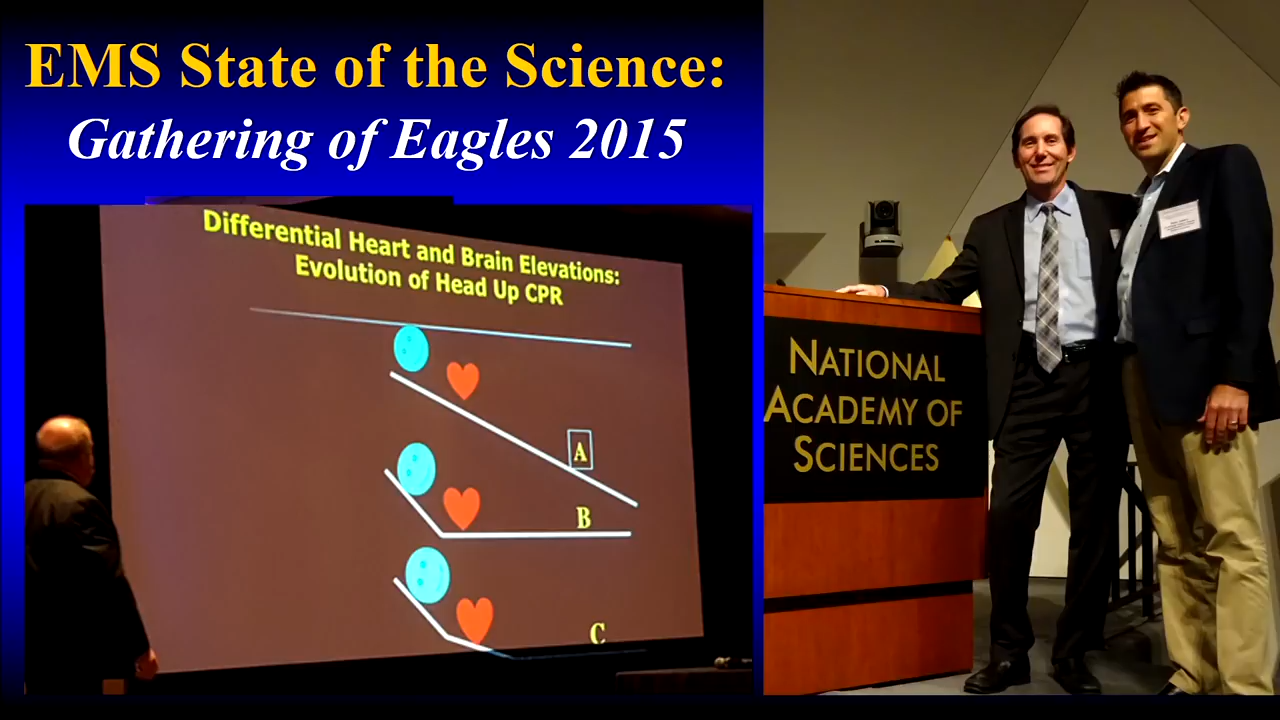 EMS State of the Science:
Gathering of Eagles 2015
Differential Heart and Brain Elevations:
Evolution of Head Up CPR
A
B
C
NATIONAL
ACADEMY OF
SCIENCES